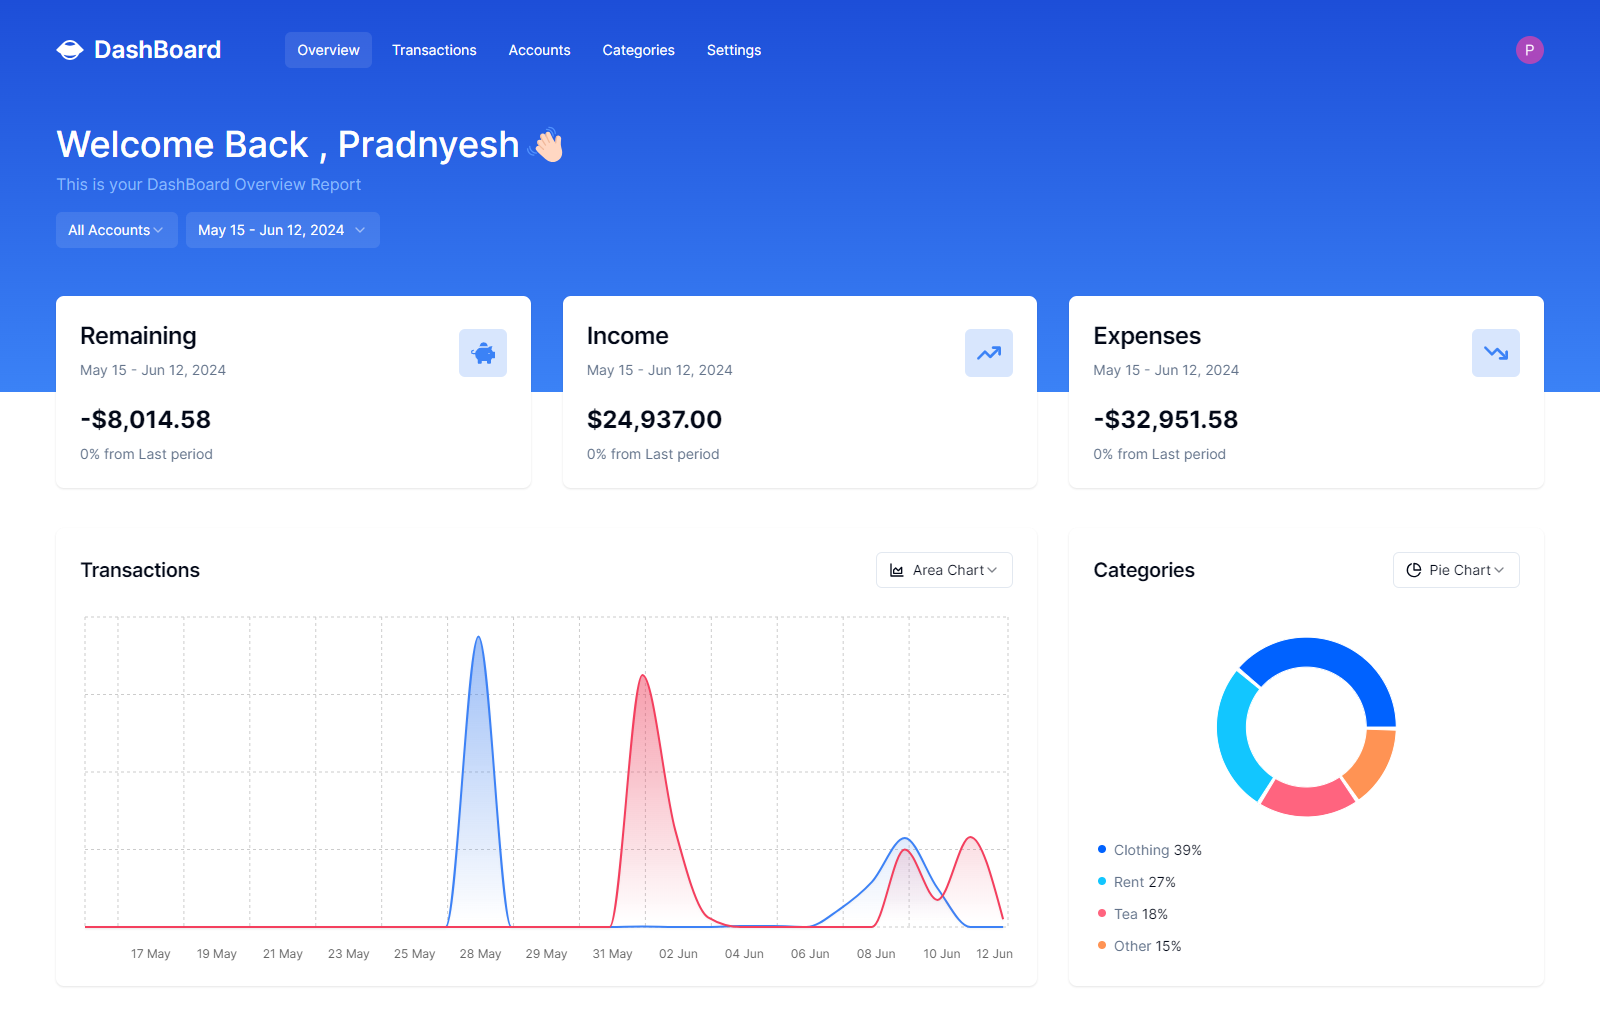 DashBoard
Overview
Transactions
Accounts
Categories
Settings
P
Welcome Back , Pradnyesh 👋🏻
This is your DashBoard Overview Report
All Accounts
May 15 - Jun 12, 2024
Remaining
May 15 - Jun 12, 2024
-$8,014.58
0% from Last period
Income
May 15 - Jun 12, 2024
$24,937.00
0% from Last period
Expenses
May 15 - Jun 12, 2024
-$32,951.58
0% from Last period
Transactions
Area Chart
17 May 19 May 21 May 23 May 25 May 28 May 29 May 31 May 02 Jun 04 Jun 06 Jun 08 Jun 10 Jun 12 Jun
Categories
Pie Chart
Clothing 39%
Rent 27%
Tea 18%
Other 15%